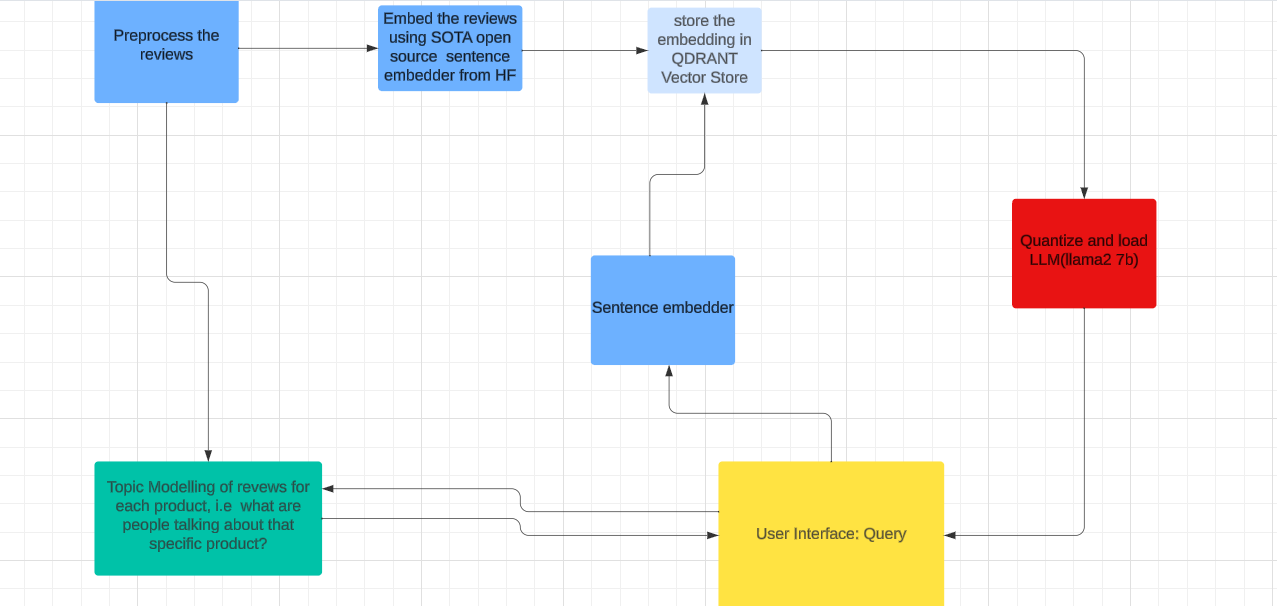 Preprocess the
reviews
Embed the reviews
using SOTA open
source sentence
embedder from HF
store the
embedding in
QDRANT
Vector Store
Quantize and load
LLM(llama2 7b)
Sentence embedder
Topic Modelling of revews for
each product, i.e what are
people talking about that
specific product?
User Interface: Query